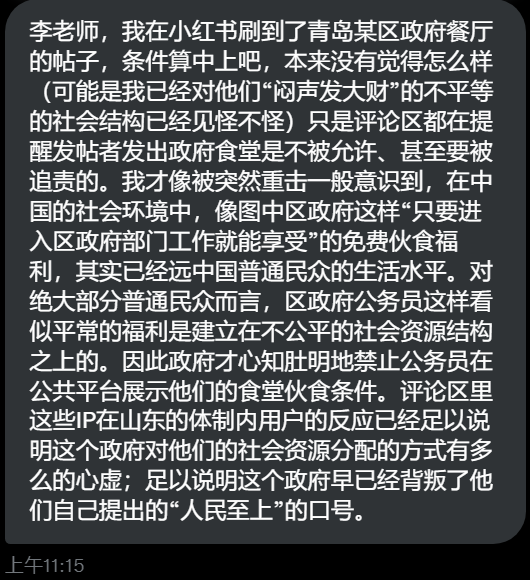 李老师，我在小红书刷到了青岛某区政府餐厅
的帖子，条件算中上吧，本来没有觉得怎么样
（可能是我已经对他们“闷声发大财”的不平等
的社会结构已经见怪不怪）只是评论区都在提
醒发帖者发出政府食堂是不被允许、甚至要被
追责的。我才像被突然重击一般意识到，在中
国的社会环境中，像图中区政府这样“只要进
入区政府部门工作就能享受”的免费伙食福
利，其实已经远中国普通民众的生活水平。对
绝大部分普通民众而言，区政府公务员这样看
似平常的福利是建立在不公平的社会资源结构
之上的。因此政府才心知肚明地禁止公务员在
公共平台展示他们的食堂伙食条件。评论区里
这些IP在山东的体制内用户的反应已经足以说
明这个政府对他们的社会资源分配的方式有多
么的心虚；足以说明这个政府早已经背叛了他
们自己提出的“人民至上”的口号。
上午11:15